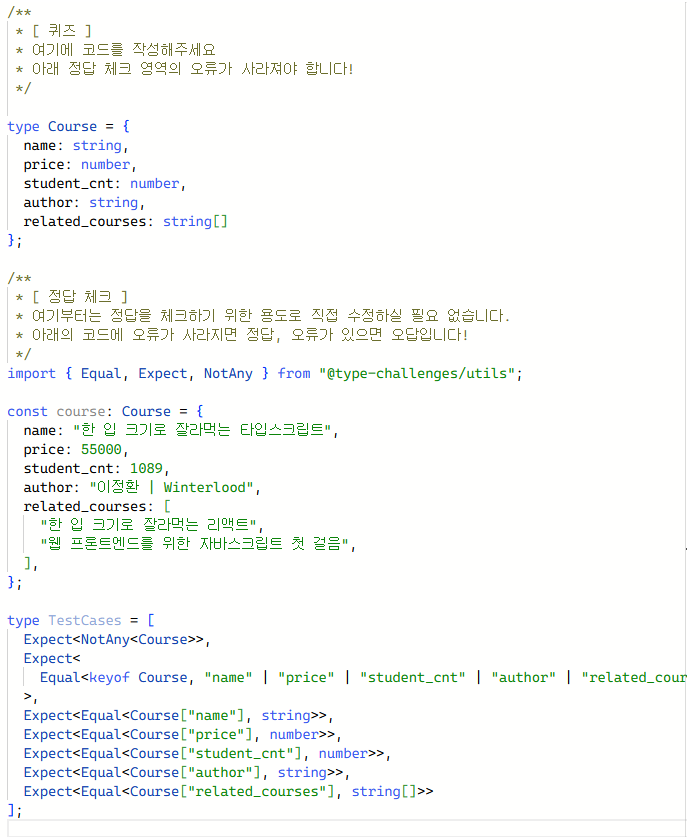 /**
 * [ 퀴즈 ]
 * 여기에 코드를 작성해주세요
 * 아래 정답 체크 영역의 오류가 사라져야 합니다!
 */
type Course = {
  name: string,
  price: number,
  student_cnt: number,
  author: string,
  related_courses: string[]
};
/**
 * [ 정답 체크 ]
 * 여기부터는 정답을 체크하기 위한 용도로 직접 수정하실 필요 없습니다.
 * 아래의 코드에 오류가 사라지면 정답, 오류가 있으면 오답입니다!
 */
import { Equal, Expect, NotAny } from "@type-challenges/utils";
const course: Course = {
  name: "한 입 크기로 잘라먹는 타입스크립트",
  price: 55000,
  student_cnt: 1089,
  author: "이정환 | Winterlood",
  related_courses: [
    "한 입 크기로 잘라먹는 리액트",
    "웹 프론트엔드를 위한 자바스크립트 첫 걸음",
  ],
};
type TestCases = [
  Expect<NotAny<Course>>,
  Expect<
    Equal<keyof Course, "name" | "price" | "student_cnt" | "author" | "related_cour
  >,
  Expect<Equal<Course["name"], string>>,
  Expect<Equal<Course["price"], number>>,
  Expect<Equal<Course["student_cnt"], number>>,
  Expect<Equal<Course["author"], string>>,
  Expect<Equal<Course["related_courses"], string[]>>
];